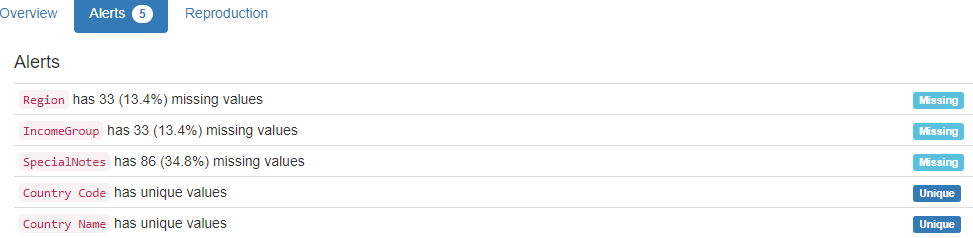 Overview Alerts 5 Reproduction
Alerts
Region has 33 (13.4%) missing values Missing
IncomeGroup has 33 (13.4%) missing values Missing
SpecialNotes has 86 (34.8%) missing values Missing
Country Code has unique values Unique
Country Name has unique values Unique